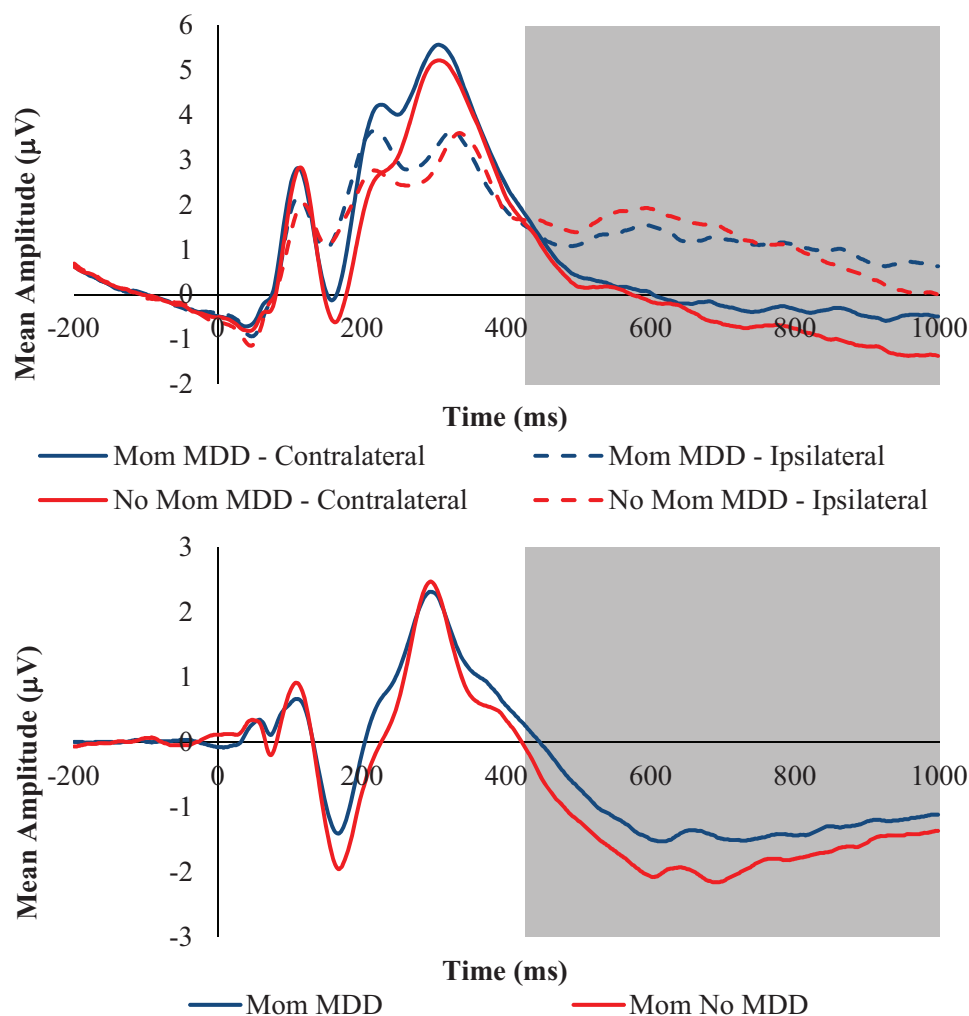 6
5
4
3
2
1
0
-1
-2
-200 0 200 400 600 800 1000
Mean Amplitude (µV)
Time (ms)
Mom MDD - Contralateral Mom MDD - Ipsilateral
No Mom MDD - Contralateral No Mom MDD - Ipsilateral
3
2
1
0
-1
-2
-3
-200 0 200 400 600 800 1000
Mean Amplitude (µV)
Time (ms)
Mom MDD Mom No MDD